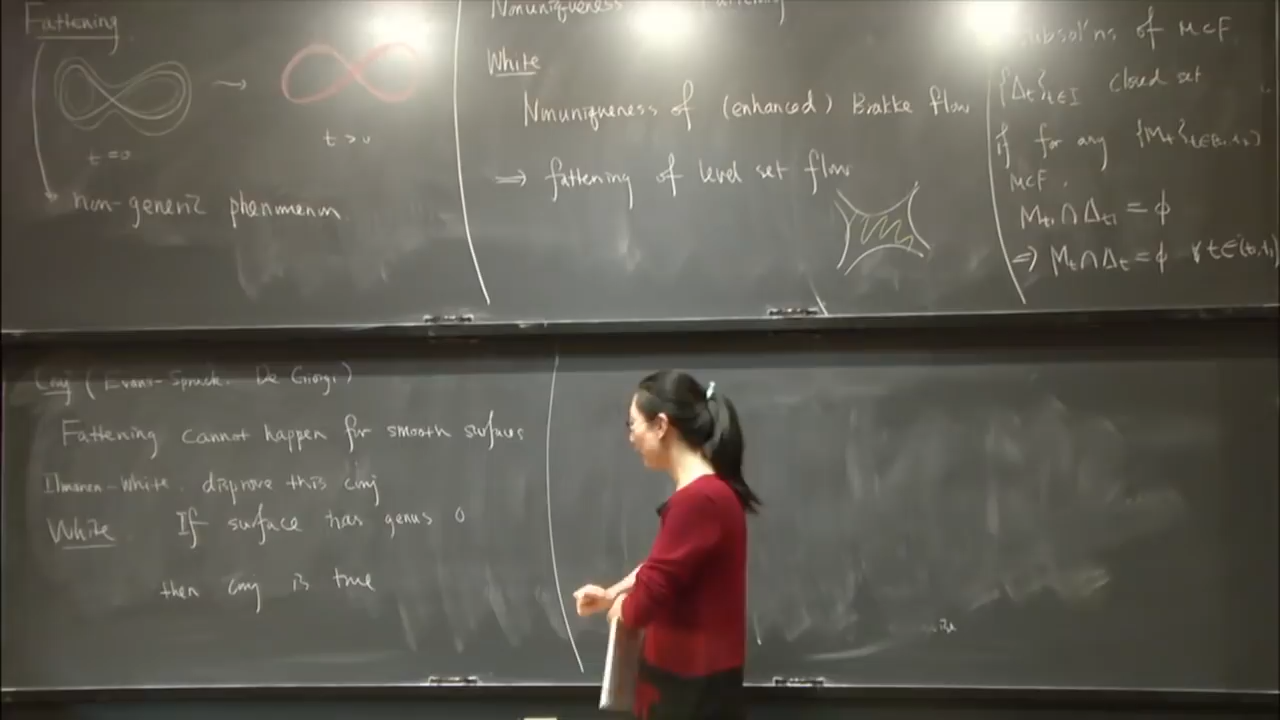 Fattening
t = 0
→
t > 0
non-generic phenomenon
Nonuniqueness
White
Nonuniqueness of (enhanced) Brakke flow
⇒ fattening of level set flow
subsol'ns of MCF
{Δt}t∈I closed set
if for any {Mt}t∈(t0,t1)
MCF.
Mt1 ∩ Δt1 = ϕ
⇒ Mt ∩ Δt = ϕ ∀ t∈(t0,t1)
Conj (Evans-Spruck. De Giorgi)
Fattening cannot happen for smooth surfaces
Ilmanen-White. disprove this conj
White If surface has genus 0
then conj is true